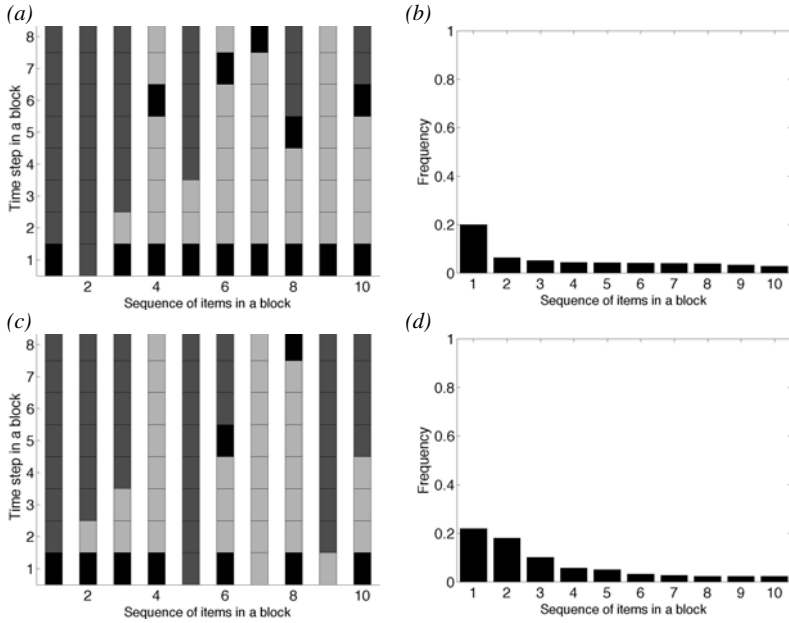 (a)
Time step in a block
8
7
6
5
4
3
2
1
2 4 6 8 10
Sequence of items in a block
(b)
Frequency
1
0.8
0.6
0.4
0.2
0
1 2 3 4 5 6 7 8 9 10
Sequence of items in a block
(c)
Time step in a block
8
7
6
5
4
3
2
1
2 4 6 8 10
Sequence of items in a block
(d)
Frequency
1
0.8
0.6
0.4
0.2
0
1 2 3 4 5 6 7 8 9 10
Sequence of items in a block